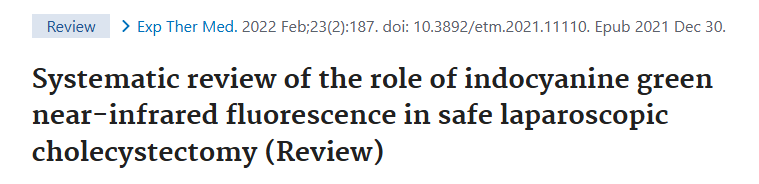 Review Exp Ther Med. 2022 Feb;23(2):187. doi: 10.3892/etm.2021.11110. Epub 2021 Dec 30.
Systematic review of the role of indocyanine green
near-infrared fluorescence in safe laparoscopic
cholecystectomy (Review)